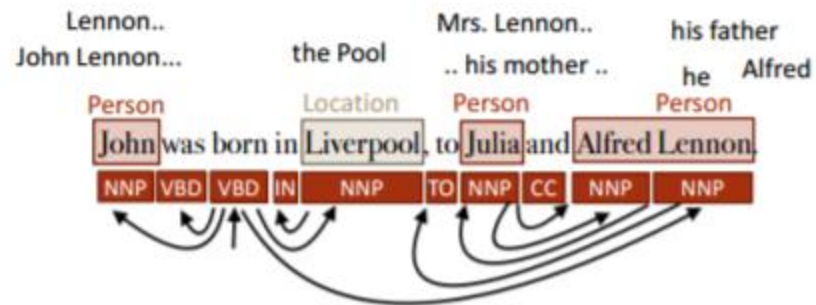 Lennon..
John Lennon...
the Pool
Mrs. Lennon..
.. his mother ..
his father
he Alfred
Person Location Person Person
John was born in Liverpool, to Julia and Alfred Lennon.
NNP VBD VBD IN NNP TO NNP CC NNP NNP